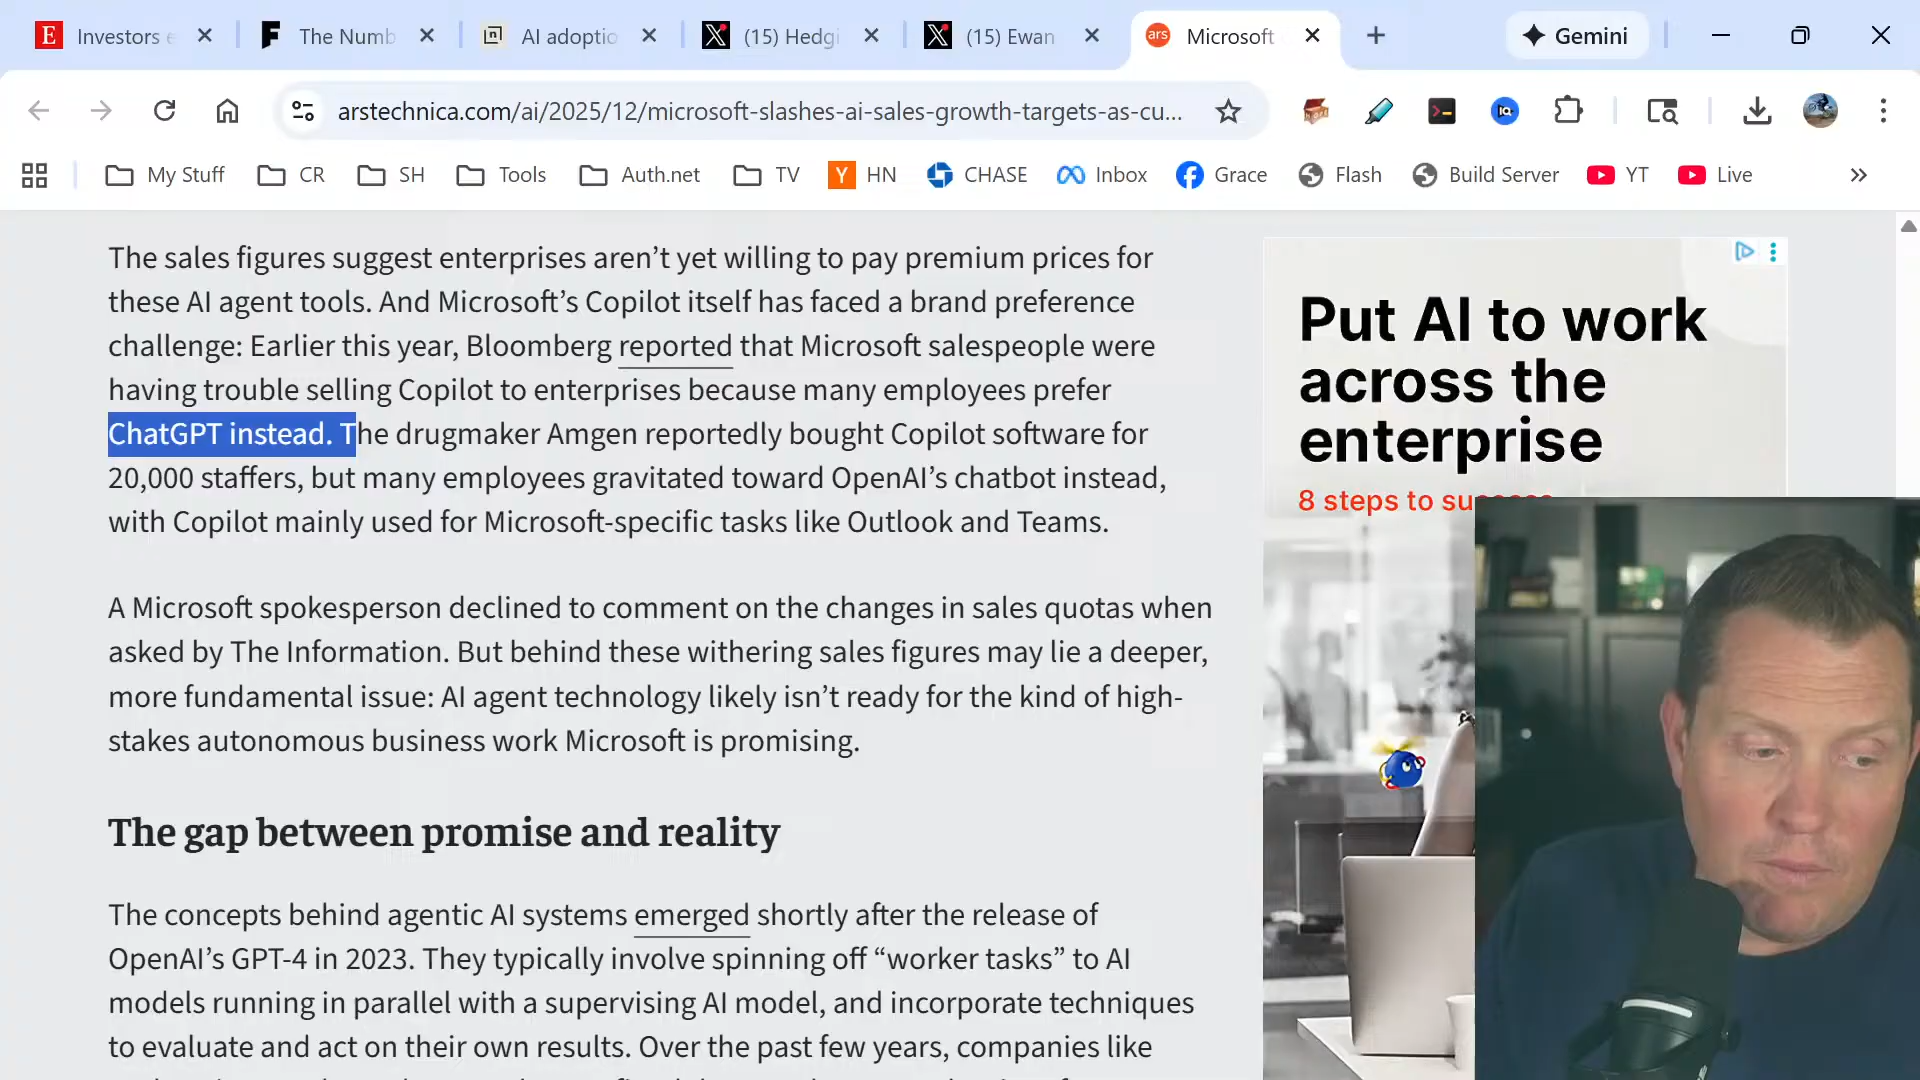 Investors e
The Numb
AI adoptio
(15) Hedgi
(15) Ewan
Microsoft
Gemini
arstechnica.com/ai/2025/12/microsoft-slashes-ai-sales-growth-targets-as-cu...
My Stuff
CR
SH
Tools
Auth.net
TV
HN
CHASE
Inbox
Grace
Flash
Build Server
YT
Live
The sales figures suggest enterprises aren’t yet willing to pay premium prices for
these AI agent tools. And Microsoft’s Copilot itself has faced a brand preference
challenge: Earlier this year, Bloomberg reported that Microsoft salespeople were
having trouble selling Copilot to enterprises because many employees prefer
ChatGPT instead. The drugmaker Amgen reportedly bought Copilot software for
20,000 staffers, but many employees gravitated toward OpenAI’s chatbot instead,
with Copilot mainly used for Microsoft-specific tasks like Outlook and Teams.
A Microsoft spokesperson declined to comment on the changes in sales quotas when
asked by The Information. But behind these withering sales figures may lie a deeper,
more fundamental issue: AI agent technology likely isn’t ready for the kind of high-
stakes autonomous business work Microsoft is promising.
The gap between promise and reality
The concepts behind agentic AI systems emerged shortly after the release of
OpenAI’s GPT-4 in 2023. They typically involve spinning off “worker tasks” to AI
models running in parallel with a supervising AI model, and incorporate techniques
to evaluate and act on their own results. Over the past few years, companies like
Put AI to work
across the
enterprise
8 steps to su